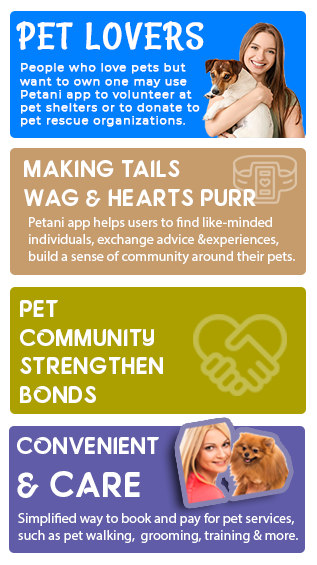 PET LOVERS
People who love pets but
want to own one may use
Petani app to volunteer at
pet shelters or to donate to
pet rescue organizations.
MAKING TAILS
WAG & HEARTS PURR
Petani app helps users to find like-minded
individuals, exchange advice &experiences,
build a sense of community around their pets.
PET
COMMUNITY
STRENGTHEN
BONDS
CONVENIENT
& CARE
Simplified way to book and pay for pet services,
such as pet walking, grooming, training & more.